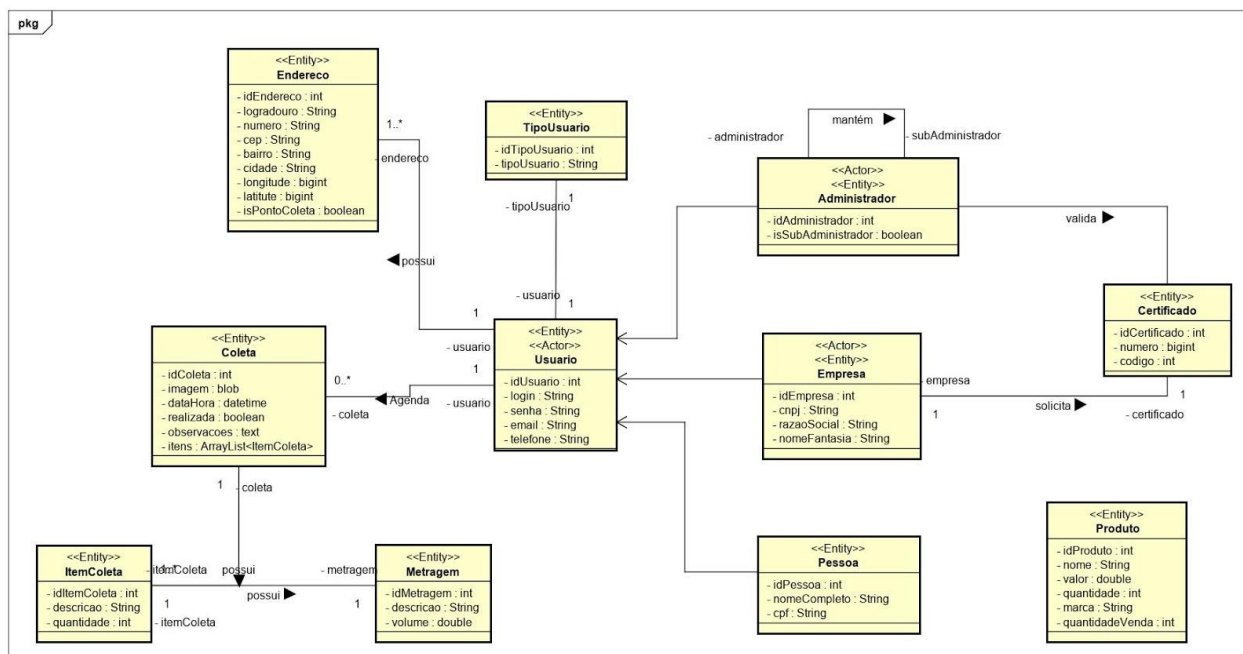 pkg
<<Entity>>
Endereco
- idEndereco : int
- logradouro : String
- numero : String
- cep : String
- bairro : String
- cidade : String
- longitude : bigint
- latitute : bigint
- isPontoColeta : boolean
1..*
- endereco
possui
1
- usuario
<<Entity>>
TipoUsuario
- idTipoUsuario : int
- tipoUsuario : String
1
- tipoUsuario
- usuario
1
- administrador
mantém
- subAdministrador
<<Actor>>
<<Entity>>
Administrador
- idAdministrador : int
- isSubAdministrador : boolean
valida
<<Entity>>
Certificado
- idCertificado : int
- numero : bigint
- codigo : int
1
- certificado
<<Entity>>
Coleta
- idColeta : int
- imagem : blob
- dataHora : datetime
- realizada : boolean
- observacoes : text
- itens : ArrayList<ItemColeta>
0..*
- coleta
Agenda
1
- usuario
<<Entity>>
<<Actor>>
Usuario
- idUsuario : int
- login : String
- senha : String
- email : String
- telefone : String
<<Actor>>
<<Entity>>
Empresa
- idEmpresa : int
- cnpj : String
- razaoSocial : String
- nomeFantasia : String
- empresa
1
solicita
1
- coleta
<<Entity>>
ItemColeta
- idItemColeta : int
- descricao : String
- quantidade : int
- itemColeta
1..*
possui
1
- itemColeta
possui
- metragem
1
<<Entity>>
Metragem
- idMetragem : int
- descricao : String
- volume : double
<<Actor>>
<<Entity>>
Pessoa
- idPessoa : int
- nomeCompleto : String
- cpf : String
<<Entity>>
Produto
- idProduto : int
- nome : String
- valor : double
- quantidade : int
- marca : String
- quantidadeVenda : int